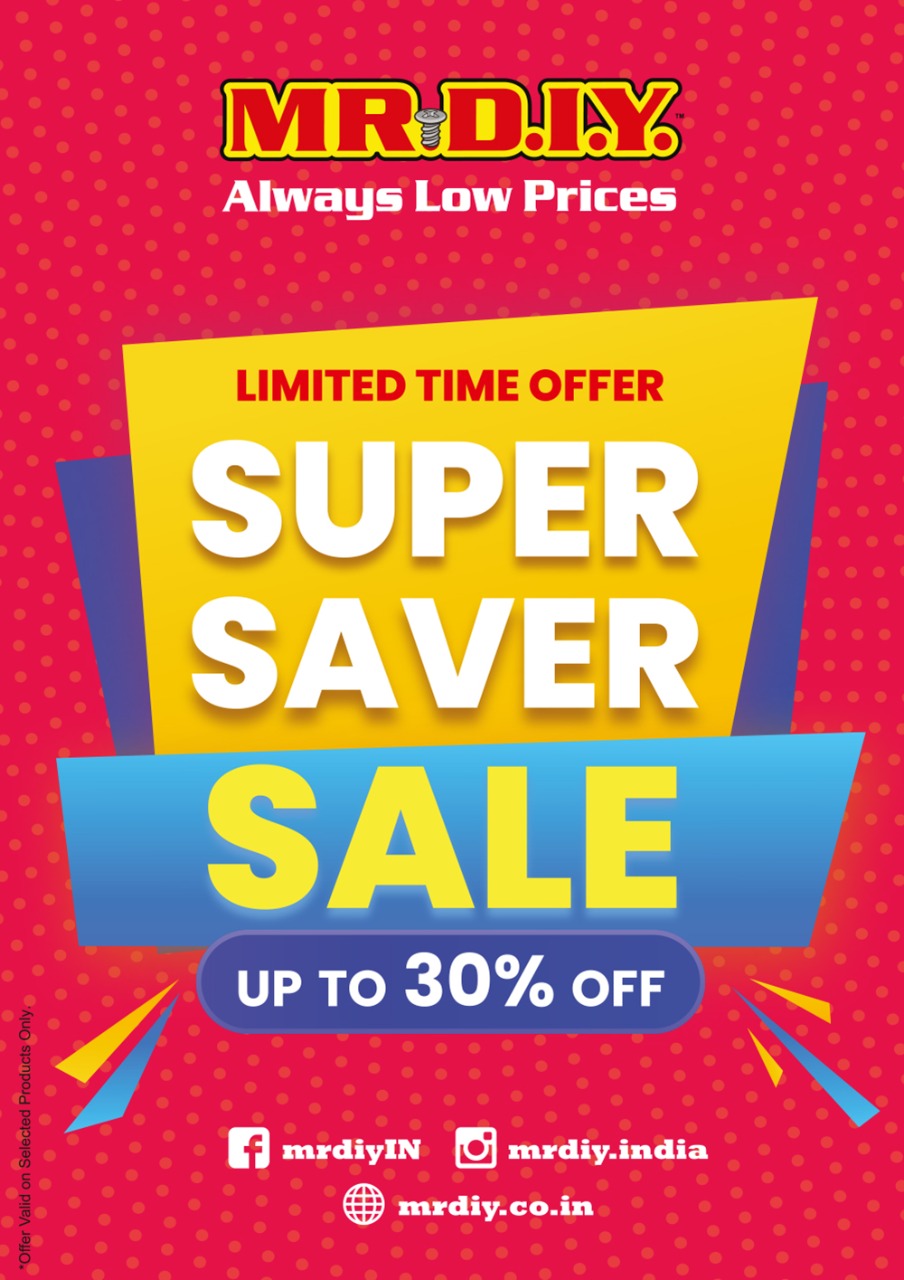 MR.D.I.Y.™
Always Low Prices
LIMITED TIME OFFER
SUPER
SAVER
SALE
UP TO 30% OFF
mrdiyIN mrdiy.india
mrdiy.co.in
*Offer Valid on Selected Products Only.